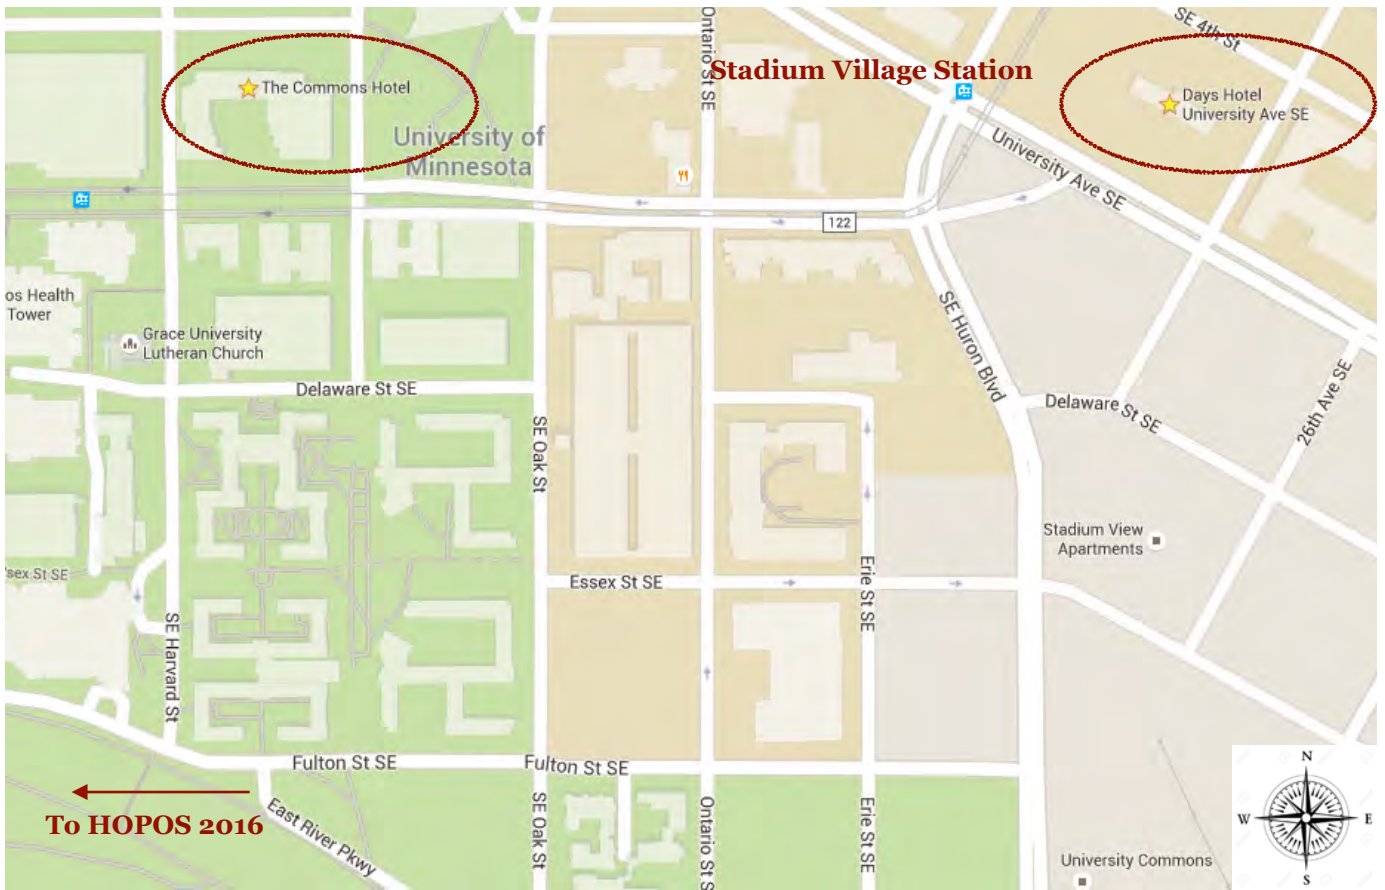 Ontario St SE
SE 4th St
Stadium Village Station
The Commons Hotel
Days Hotel
University Ave SE
University of
Minnesota
University Ave SE
122
os Health
Tower
Grace University
Lutheran Church
SE Huron Blvd
Delaware St SE
Delaware St SE
26th Ave SE
SE Oak St
Stadium View
Apartments
sex St SE
Essex St SE
Erie St SE
SE Harvard St
Fulton St SE
Fulton St SE
To HOPOS 2016
East River Pkwy
SE Oak St
Ontario St S
Erie St SE
University Commons
N
W
E
S